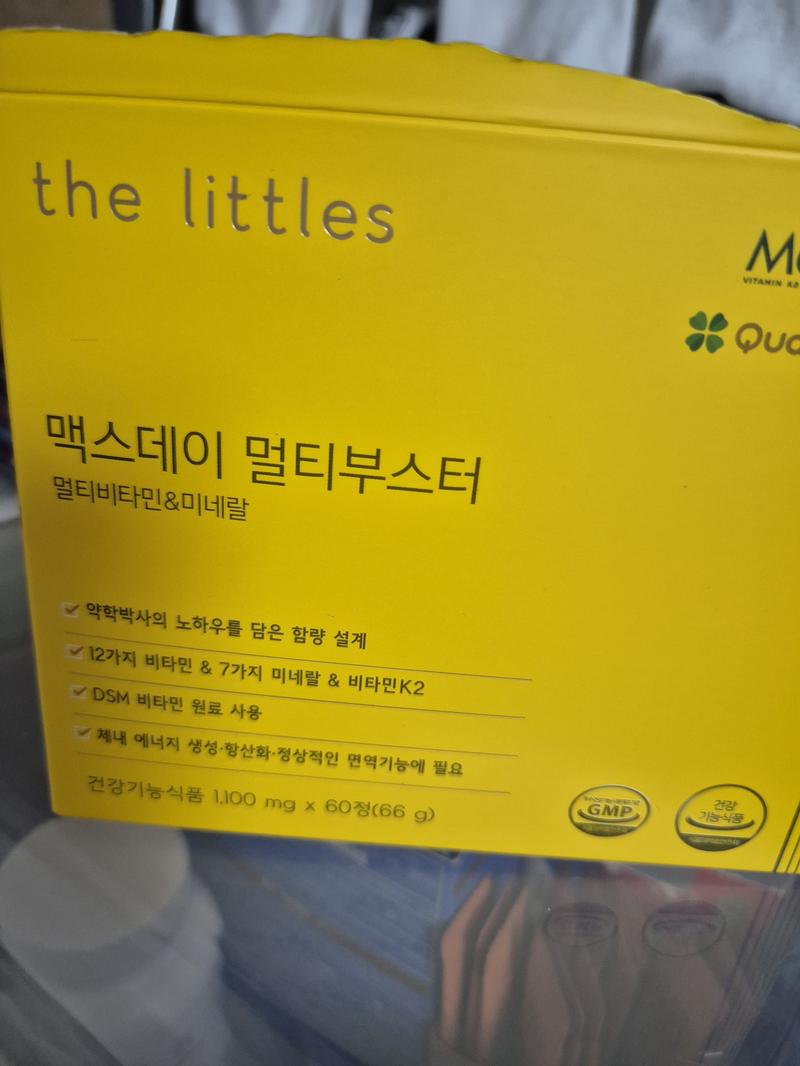 the littles
VITAMIN K2
맥스데이 멀티부스터
멀티비타민&미네랄
약학박사의 노하우를 담은 함량 설계
12가지 비타민 & 7가지 미네랄 & 비타민K2
DSM 비타민 원료 사용
체내 에너지 생성·항산화·정상적인 면역기능에 필요
건강기능식품 1,100 mg x 60정(66 g)
GMP
건강
기능식품